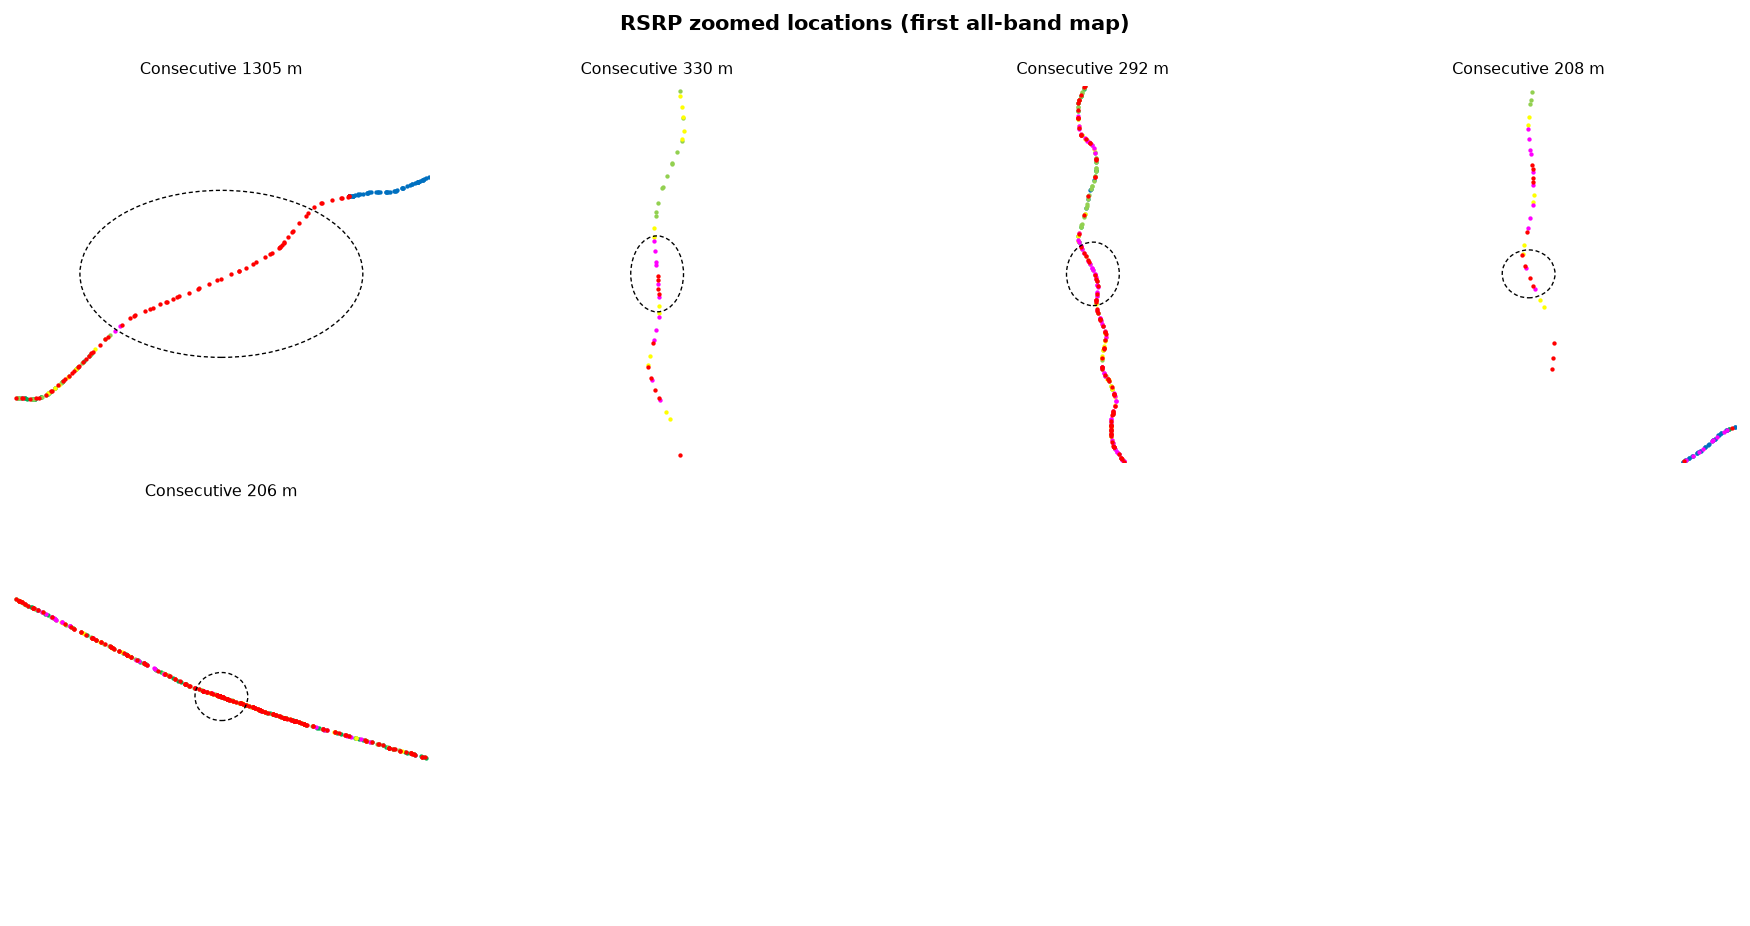 RSRP zoomed locations (first all-band map)
Consecutive 1305 m
Consecutive 330 m
Consecutive 292 m
Consecutive 208 m
Consecutive 206 m